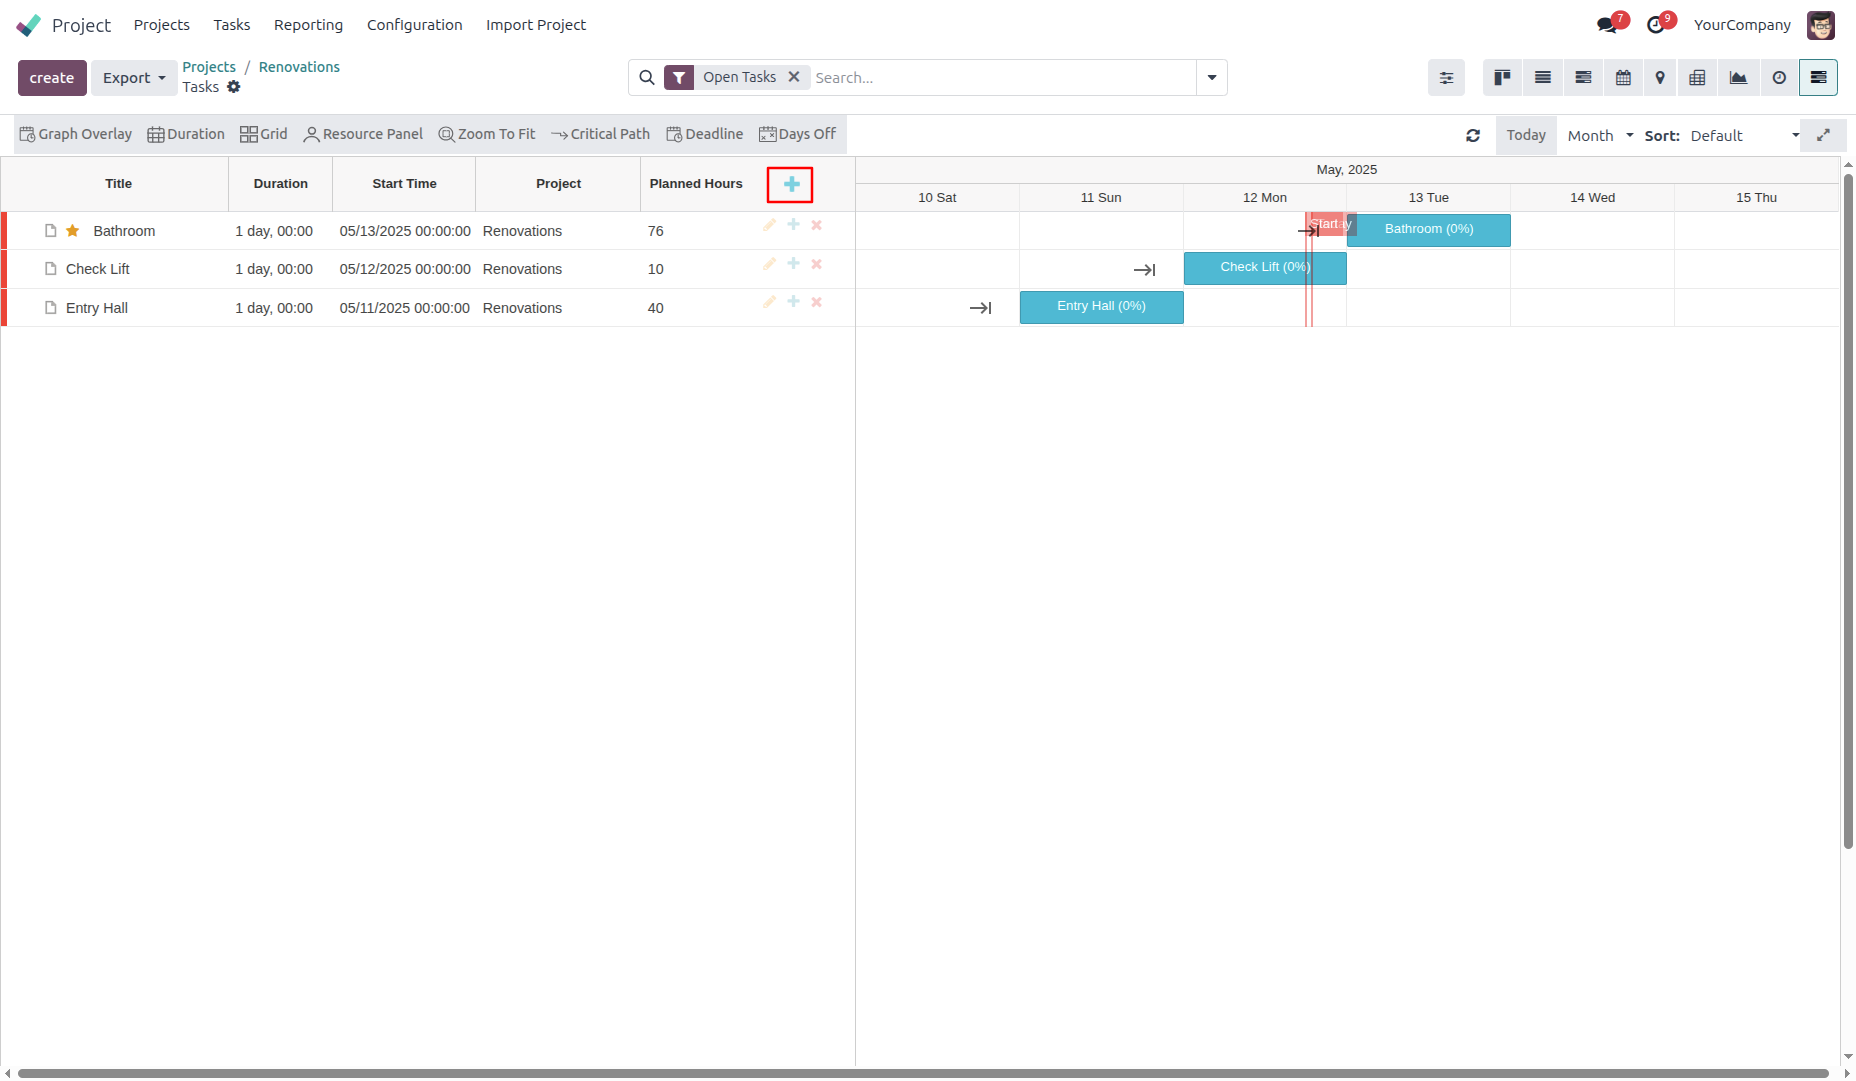 Project Projects Tasks Reporting Configuration Import Project 7 9 YourCompany
create Export Projects / Renovations Open Tasks Search...
Tasks
Graph Overlay Duration Grid Resource Panel Zoom To Fit Critical Path Deadline Days Off Today Month Sort: Default
May, 2025
Title Duration Start Time Project Planned Hours
10 Sat 11 Sun 12 Mon 13 Tue 14 Wed 15 Thu
Bathroom 1 day, 00:00 05/13/2025 00:00:00 Renovations 76 Start Bathroom (0%)
Check Lift 1 day, 00:00 05/12/2025 00:00:00 Renovations 10 Check Lift (0%)
Entry Hall 1 day, 00:00 05/11/2025 00:00:00 Renovations 40 Entry Hall (0%)